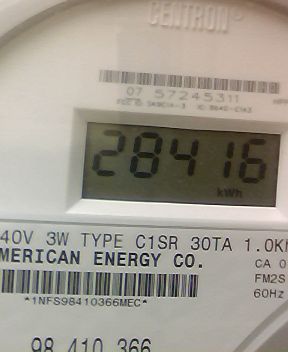 CENTRON®
07 57245311
28416
kWh
40V 3W TYPE C1SR 30TA 1.0K
MERICAN ENERGY CO.
CA 0
FM2S
60Hz
*1NFS98410366MEC*
98 410 366